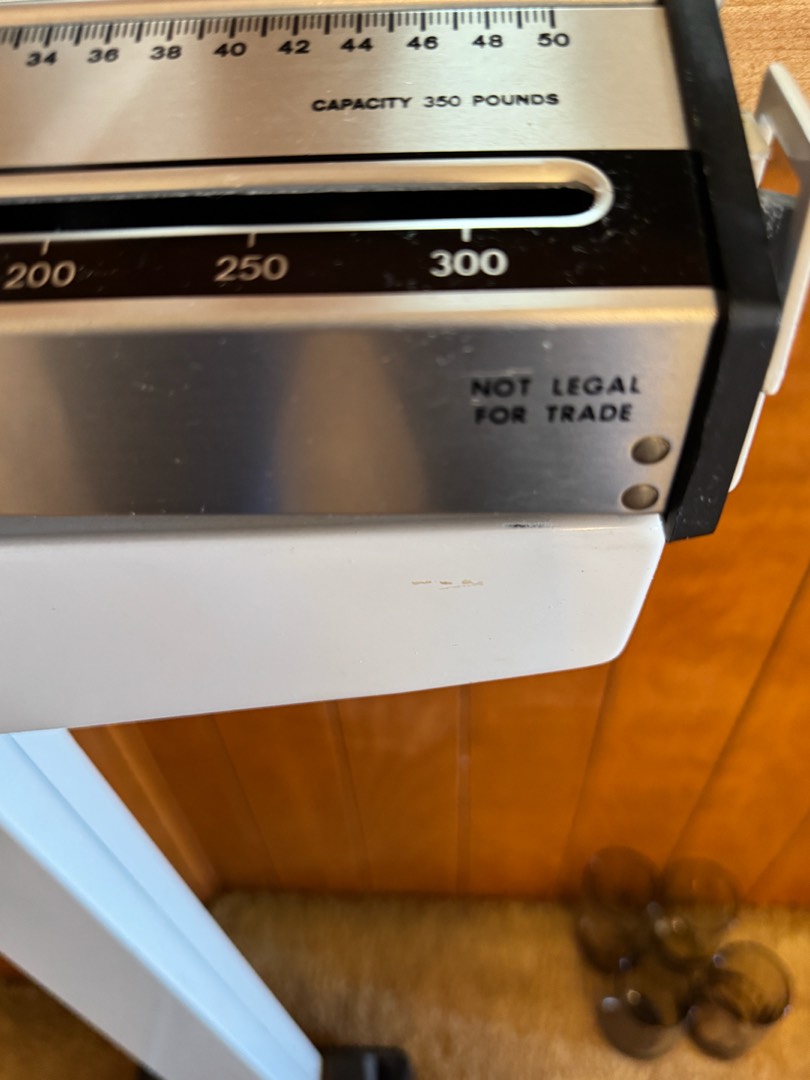 34 36 38 40 42 44 46 48 50
CAPACITY 350 POUNDS
200 250 300
NOT LEGAL
FOR TRADE